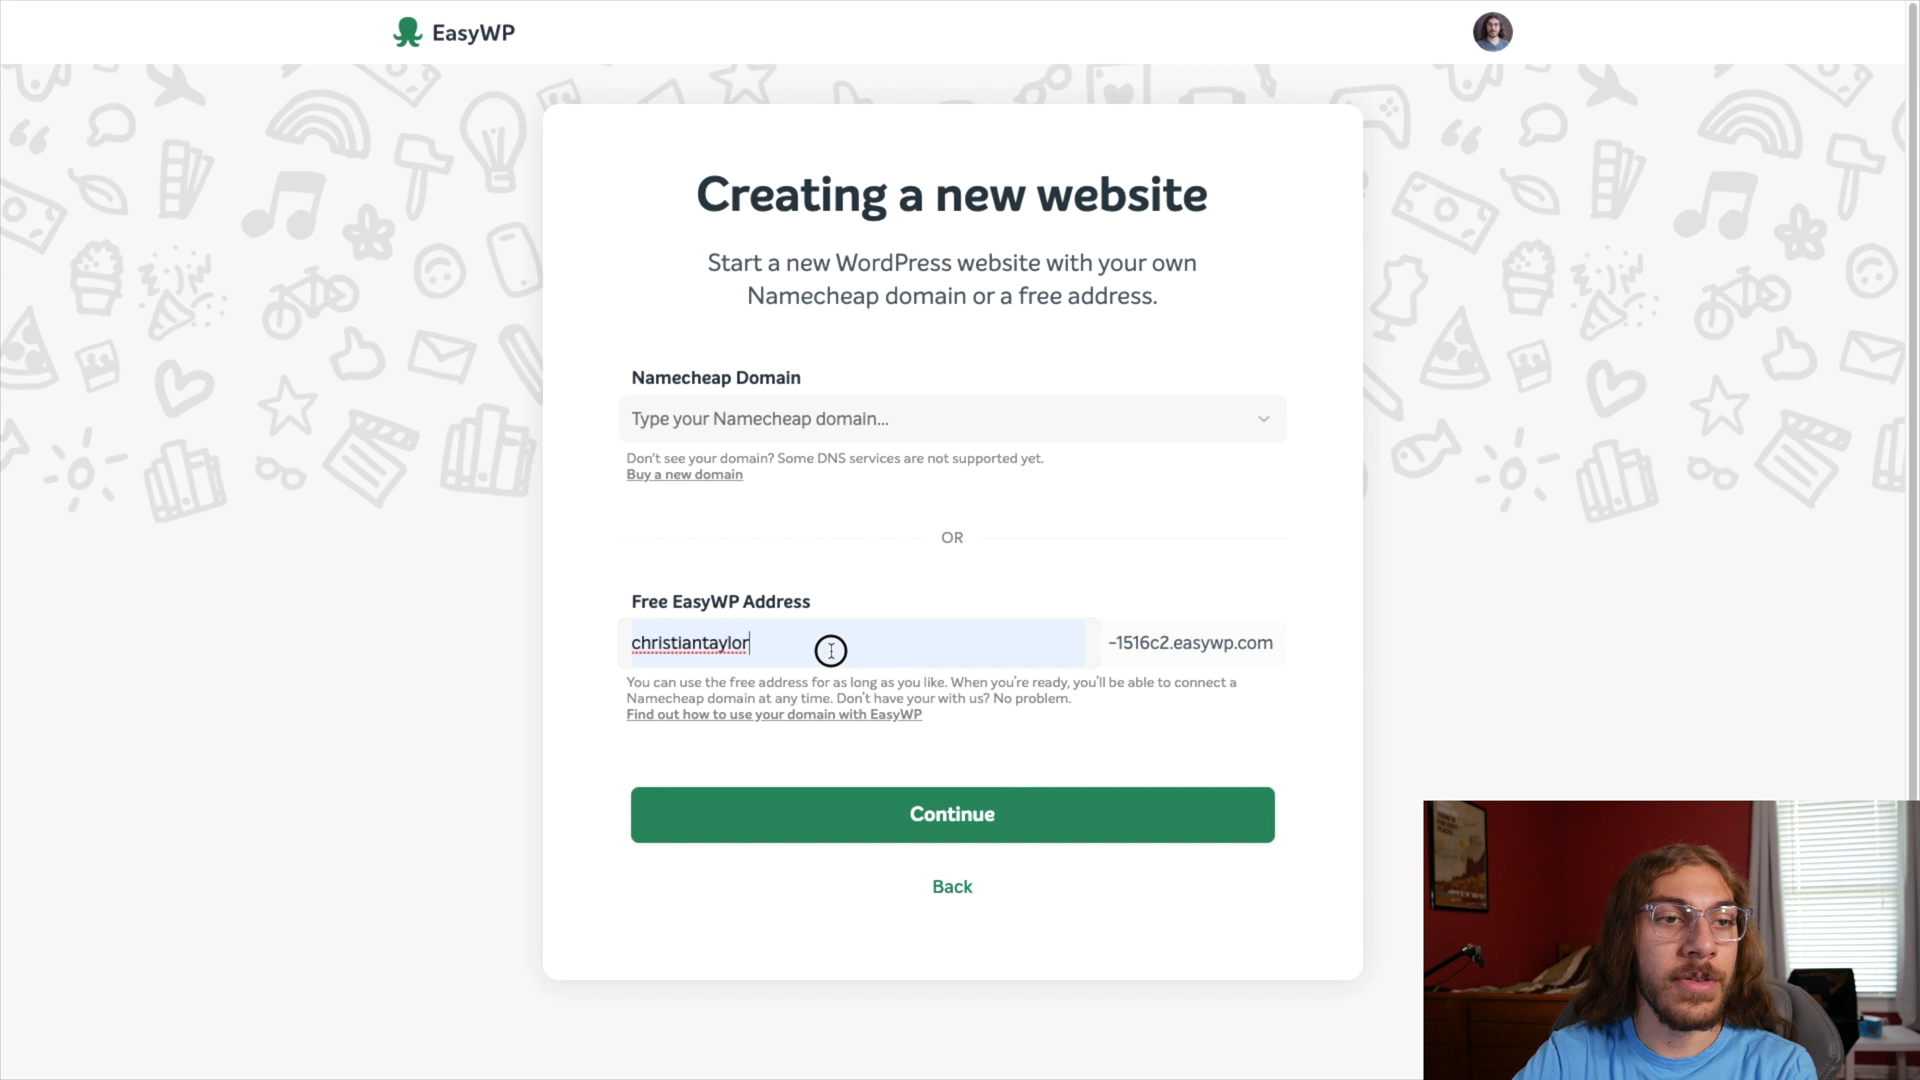 EasyWP
Creating a new website
Start a new WordPress website with your own
Namecheap domain or a free address.
Namecheap Domain
Type your Namecheap domain...
Don't see your domain? Some DNS services are not supported yet.
Buy a new domain
OR
Free EasyWP Address
christiantaylor -1516c2.easywp.com
You can use the free address for as long as you like. When you're ready, you'll be able to connect a
Namecheap domain at any time. Don't have your with us? No problem.
Find out how to use your domain with EasyWP
Continue
Back